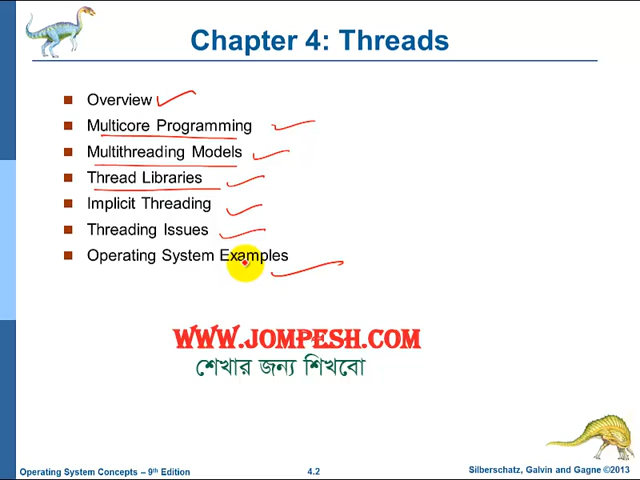 Chapter 4: Threads
Overview
Multicore Programming
Multithreading Models
Thread Libraries
Implicit Threading
Threading Issues
Operating System Examples
WWW.JOMPESH.COM
শেখার জন্য শিখবো
Operating System Concepts – 9th Edition
4.2
Silberschatz, Galvin and Gagne ©2013